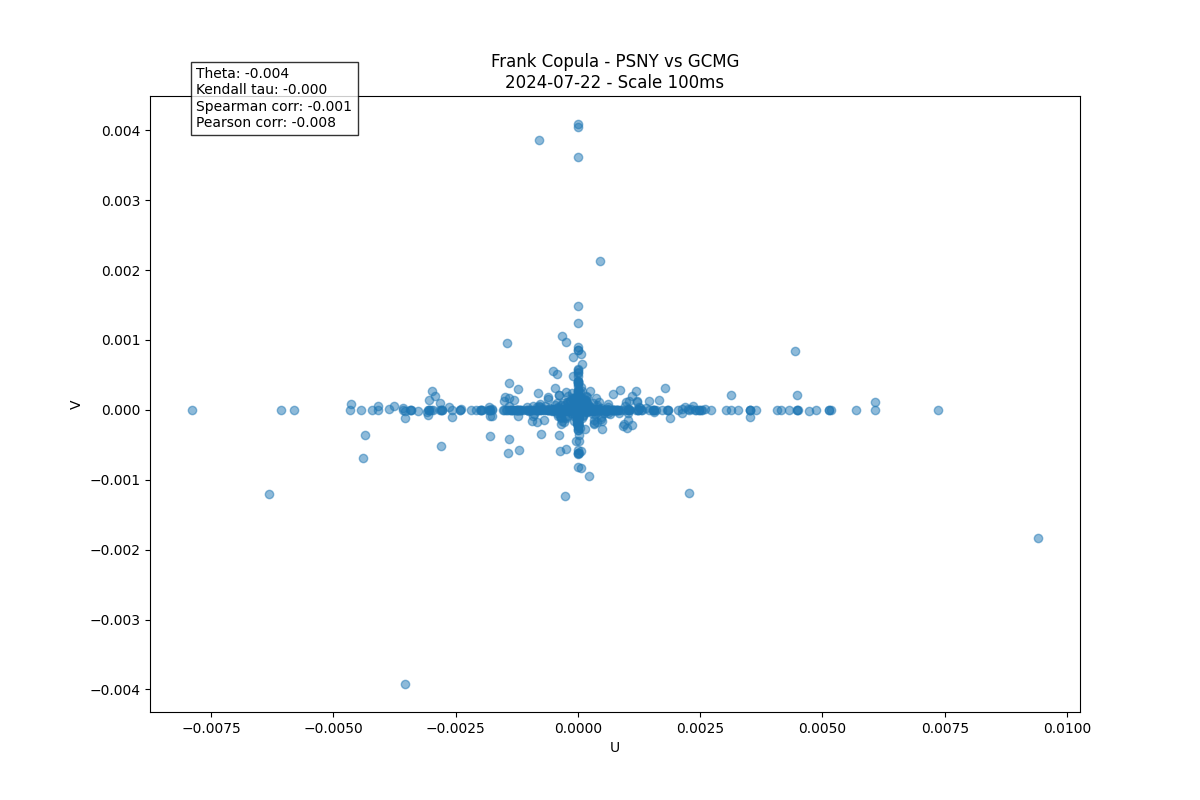 Frank Copula - PSNY vs GCMG
2024-07-22 - Scale 100ms
Theta: -0.004
Kendall tau: -0.000
Spearman corr: -0.001
Pearson corr: -0.008
0.004
0.003
0.002
0.001
0.000
−0.001
−0.002
−0.003
−0.004
V
−0.0075
−0.0050
−0.0025
0.0000
0.0025
0.0050
0.0075
0.0100
U